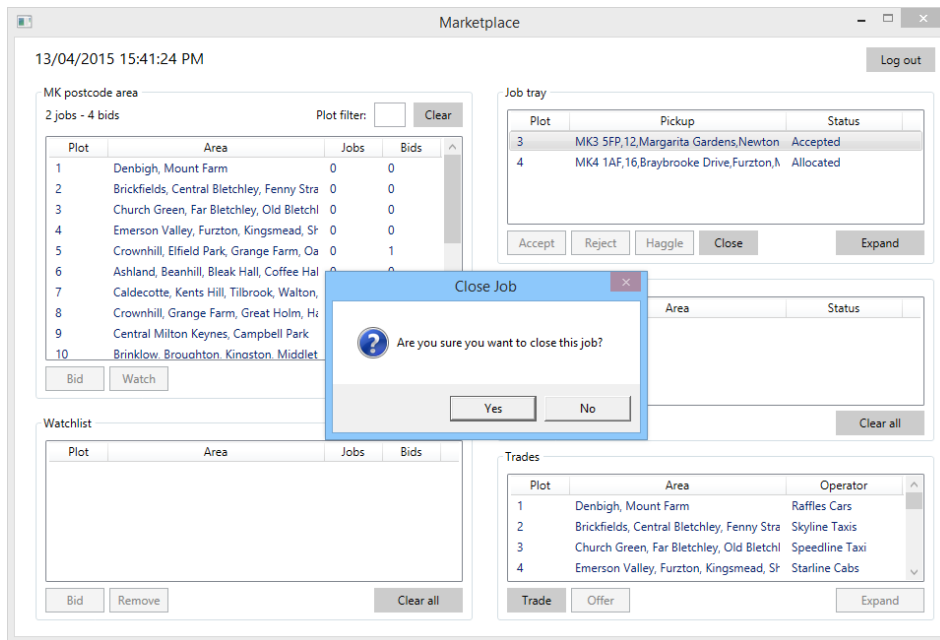 Marketplace
13/04/2015 15:41:24 PM
Log out
MK postcode area
2 jobs - 4 bids
Plot filter:
Clear
Plot Area Jobs Bids
1 Denbigh, Mount Farm 0 0
2 Brickfields, Central Bletchley, Fenny Stra 0 0
3 Church Green, Far Bletchley, Old Bletchl 0 0
4 Emerson Valley, Furzton, Kingsmead, Sh 0 0
5 Crownhill, Elfield Park, Grange Farm, Oa 0 1
6 Ashland, Beanhill, Bleak Hall, Coffee Hal 0 0
7 Caldecotte, Kents Hill, Tilbrook, Walton,
8 Crownhill, Grange Farm, Great Holm, Ha
9 Central Milton Keynes, Campbell Park
10 Brinklow, Broughton, Kingston, Middlet
Bid Watch
Watchlist
Plot Area Jobs Bids
Bid Remove Clear all
Job tray
Plot Pickup Status
3 MK3 5FP,12,Margarita Gardens,Newton Accepted
4 MK4 1AF,16,Braybrooke Drive,Furzton,M Allocated
Accept Reject Haggle Close Expand
Area Status
Clear all
Close Job
Are you sure you want to close this job?
Yes No
Trades
Plot Area Operator
1 Denbigh, Mount Farm Raffles Cars
2 Brickfields, Central Bletchley, Fenny Stra Skyline Taxis
3 Church Green, Far Bletchley, Old Bletchl Speedline Taxi
4 Emerson Valley, Furzton, Kingsmead, Sh Starline Cabs
Trade Offer Expand